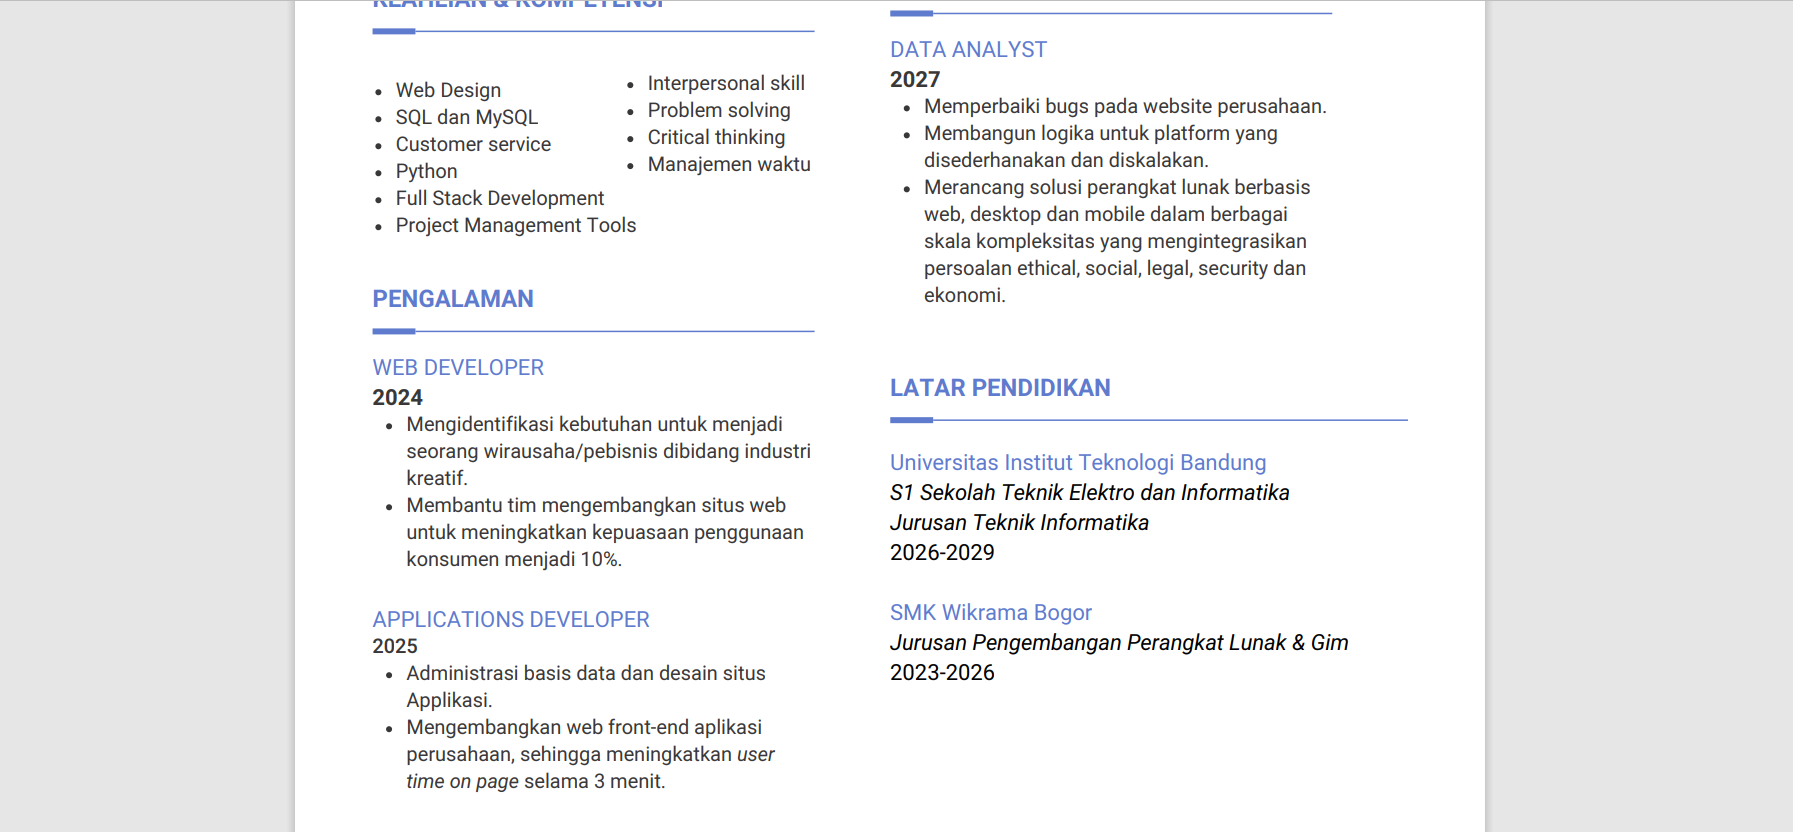 KEAHLIAN & KOMPETENSI
Web Design
SQL dan MySQL
Customer service
Python
Full Stack Development
Project Management Tools
Interpersonal skill
Problem solving
Critical thinking
Manajemen waktu
PENGALAMAN
WEB DEVELOPER
2024
Mengidentifikasi kebutuhan untuk menjadi
seorang wirausaha/pebisnis dibidang industri
kreatif.
Membantu tim mengembangkan situs web
untuk meningkatkan kepuasaan penggunaan
konsumen menjadi 10%.
APPLICATIONS DEVELOPER
2025
Administrasi basis data dan desain situs
Applikasi.
Mengembangkan web front-end aplikasi
perusahaan, sehingga meningkatkan user
time on page selama 3 menit.
DATA ANALYST
2027
Memperbaiki bugs pada website perusahaan.
Membangun logika untuk platform yang
disederhanakan dan diskalakan.
Merancang solusi perangkat lunak berbasis
web, desktop dan mobile dalam berbagai
skala kompleksitas yang mengintegrasikan
persoalan ethical, social, legal, security dan
ekonomi.
LATAR PENDIDIKAN
Universitas Institut Teknologi Bandung
S1 Sekolah Teknik Elektro dan Informatika
Jurusan Teknik Informatika
2026-2029
SMK Wikrama Bogor
Jurusan Pengembangan Perangkat Lunak & Gim
2023-2026